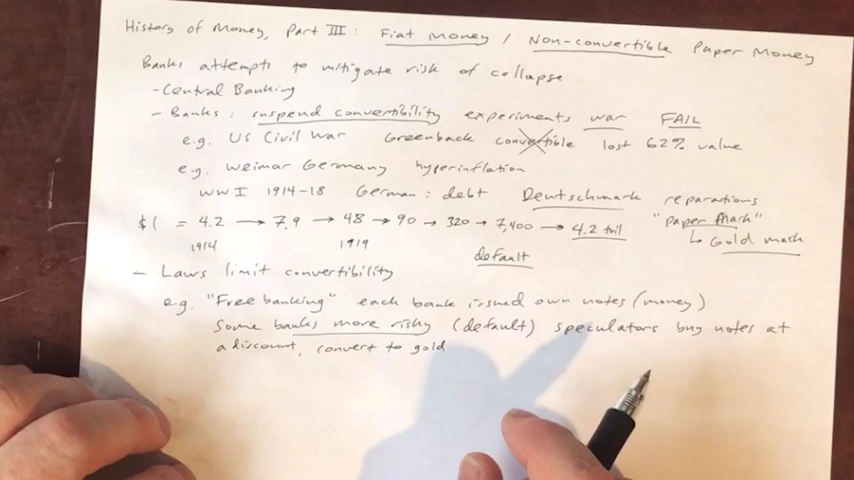 History of Money, Part III: Fiat Money / Non-convertible Paper Money
Banks attempts to mitigate risk of collapse
- Central Banking
- Banks: suspend convertibility experiments war FAIL
e.g. US Civil War Greenback convertible lost 62% value
e.g. Weimar Germany hyperinflation
WWI 1914-18 German: debt Deutschmark reparations
$1 = 4.2 → 7.9 → 48 → 90 → 320 → 7,400 → 4.2 tril "Paper Mark"
1914 1919 default ↳ Gold mark
- Laws limit convertibility
e.g. "Free banking" each bank issued own notes (money)
Some banks more risky (default) speculators buy notes at
a discount, convert to gold